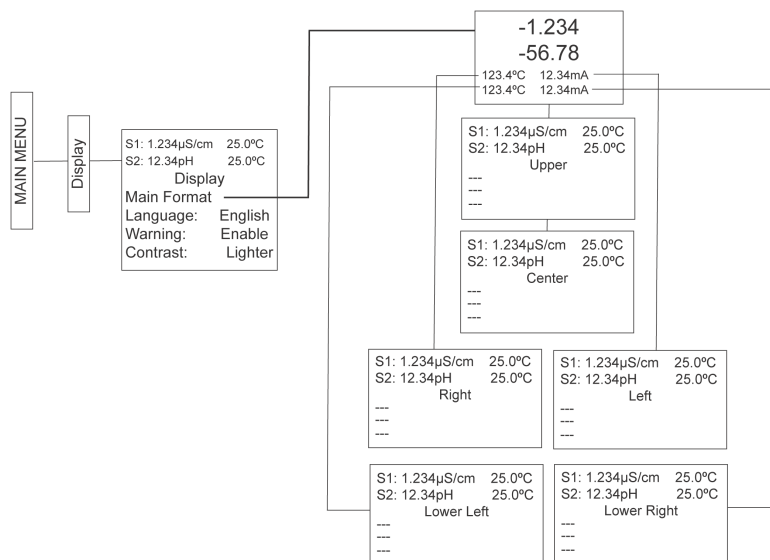 MAIN MENU
Display
S1: 1.234µS/cm 25.0ºC
S2: 12.34pH 25.0ºC
Display
Main Format
Language: English
Warning: Enable
Contrast: Lighter
-1.234
-56.78
123.4ºC 12.34mA
123.4ºC 12.34mA
S1: 1.234µS/cm 25.0ºC
S2: 12.34pH 25.0ºC
Upper
---
---
---
S1: 1.234µS/cm 25.0ºC
S2: 12.34pH 25.0ºC
Center
---
---
---
S1: 1.234µS/cm 25.0ºC
S2: 12.34pH 25.0ºC
Right
---
---
---
S1: 1.234µS/cm 25.0ºC
S2: 12.34pH 25.0ºC
Left
---
---
---
S1: 1.234µS/cm 25.0ºC
S2: 12.34pH 25.0ºC
Lower Left
---
---
---
S1: 1.234µS/cm 25.0ºC
S2: 12.34pH 25.0ºC
Lower Right
---
---
---